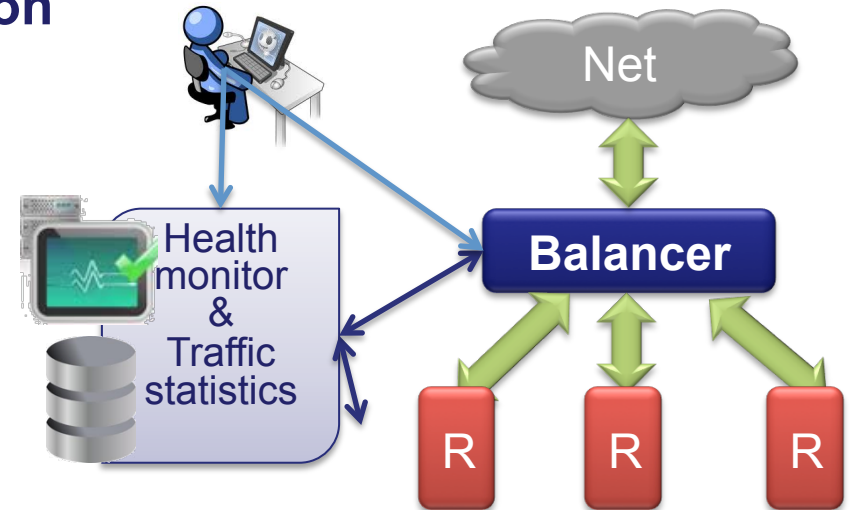 on
Net
Health
monitor
&
Traffic
statistics
Balancer
R
R
R